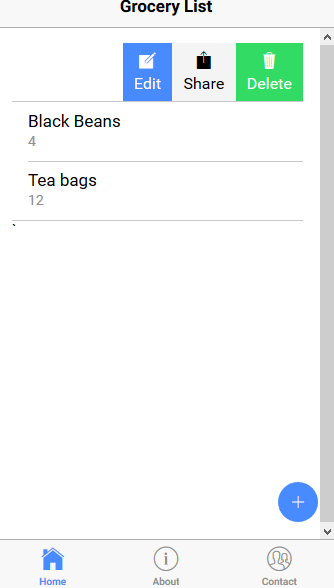 Grocery List
Edit Share Delete
Black Beans
4
Tea bags
12
`
Home About Contact